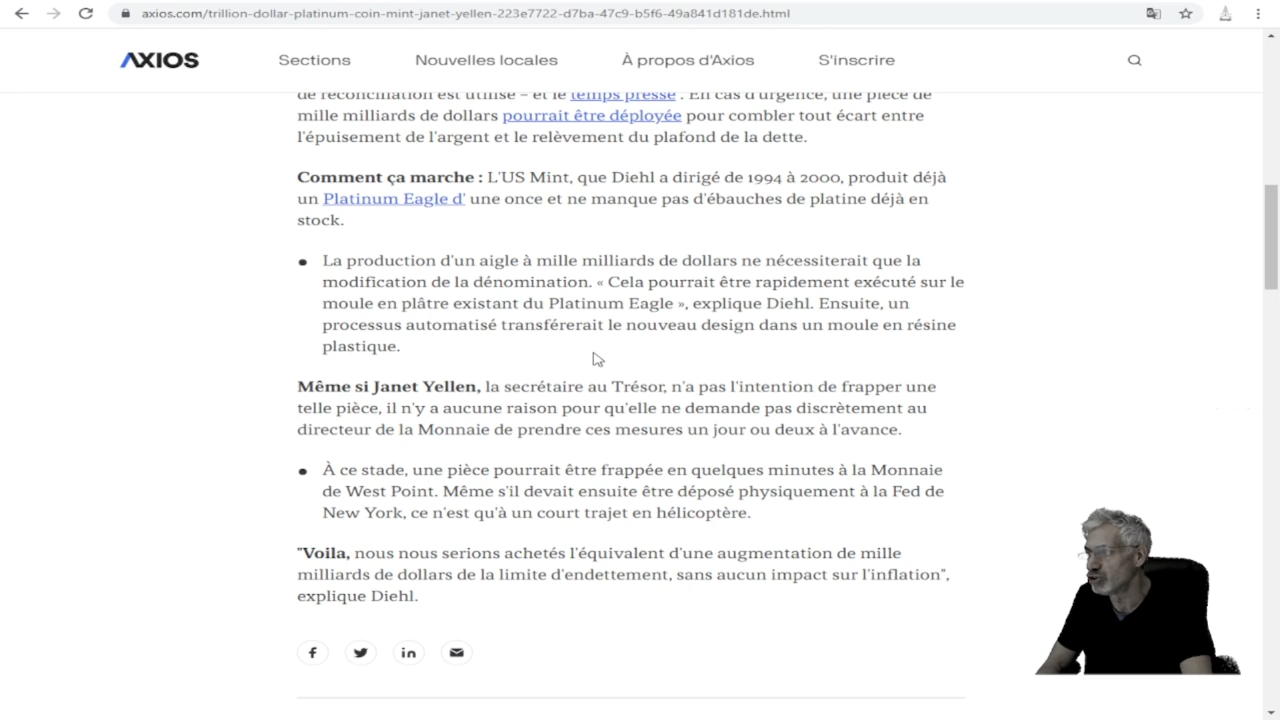 axios.com/trillion-dollar-platinum-coin-mint-janet-yellen-223e7722-d7ba-47c9-b5f6-49a841d181de.html
AXIOS
Sections
Nouvelles locales
À propos d'Axios
S'inscrire
de réconciliation est utilisé – et le temps presse . En cas d'urgence, une pièce de
mille milliards de dollars pourrait être déployée pour combler tout écart entre
l'épuisement de l'argent et le relèvement du plafond de la dette.
Comment ça marche : L'US Mint, que Diehl a dirigé de 1994 à 2000, produit déjà
un Platinum Eagle d' une once et ne manque pas d'ébauches de platine déjà en
stock.
La production d'un aigle à mille milliards de dollars ne nécessiterait que la
modification de la dénomination. « Cela pourrait être rapidement exécuté sur le
moule en plâtre existant du Platinum Eagle », explique Diehl. Ensuite, un
processus automatisé transférerait le nouveau design dans un moule en résine
plastique.
Même si Janet Yellen, la secrétaire au Trésor, n'a pas l'intention de frapper une
telle pièce, il n'y a aucune raison pour qu'elle ne demande pas discrètement au
directeur de la Monnaie de prendre ces mesures un jour ou deux à l'avance.
À ce stade, une pièce pourrait être frappée en quelques minutes à la Monnaie
de West Point. Même s'il devait ensuite être déposé physiquement à la Fed de
New York, ce n'est qu'à un court trajet en hélicoptère.
"Voila, nous nous serions achetés l'équivalent d'une augmentation de mille
milliards de dollars de la limite d'endettement, sans aucun impact sur l'inflation",
explique Diehl.